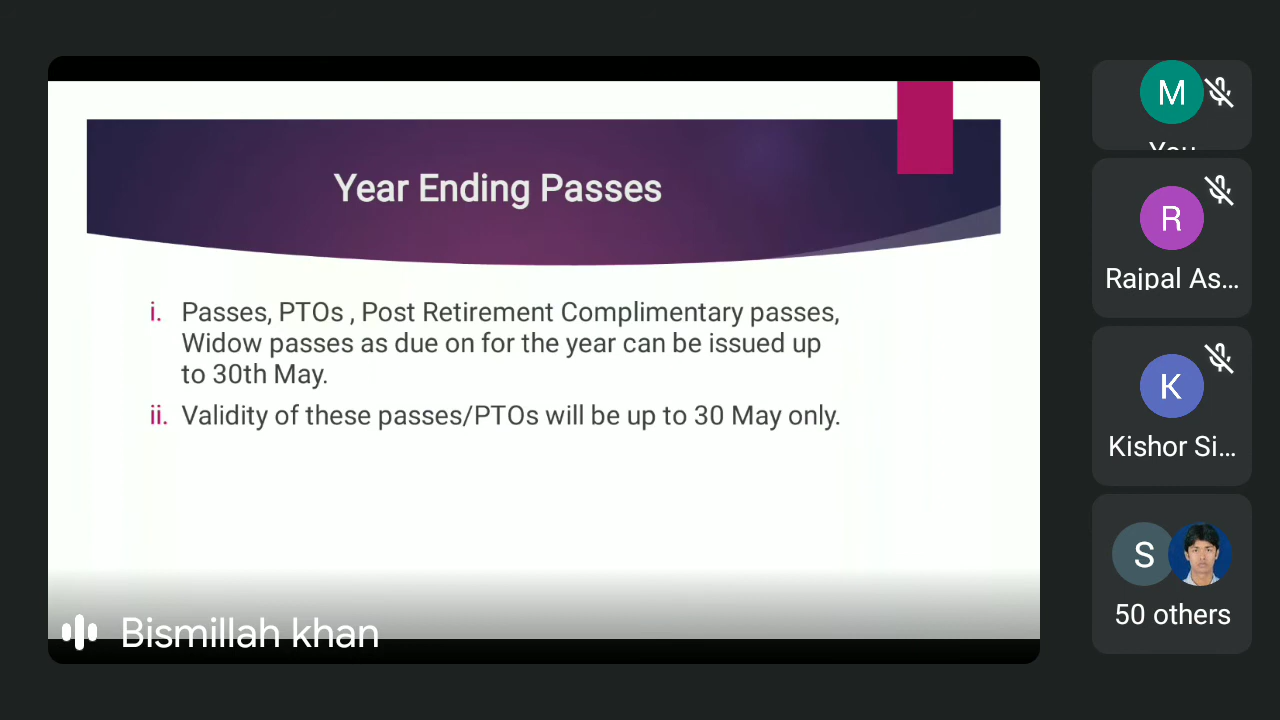 Year Ending Passes
i. Passes, PTOs , Post Retirement Complimentary passes,
Widow passes as due on for the year can be issued up
to 30th May.
ii. Validity of these passes/PTOs will be up to 30 May only.
Bismillah khan
M
You
R
Rajpal As...
K
Kishor Si...
S
50 others